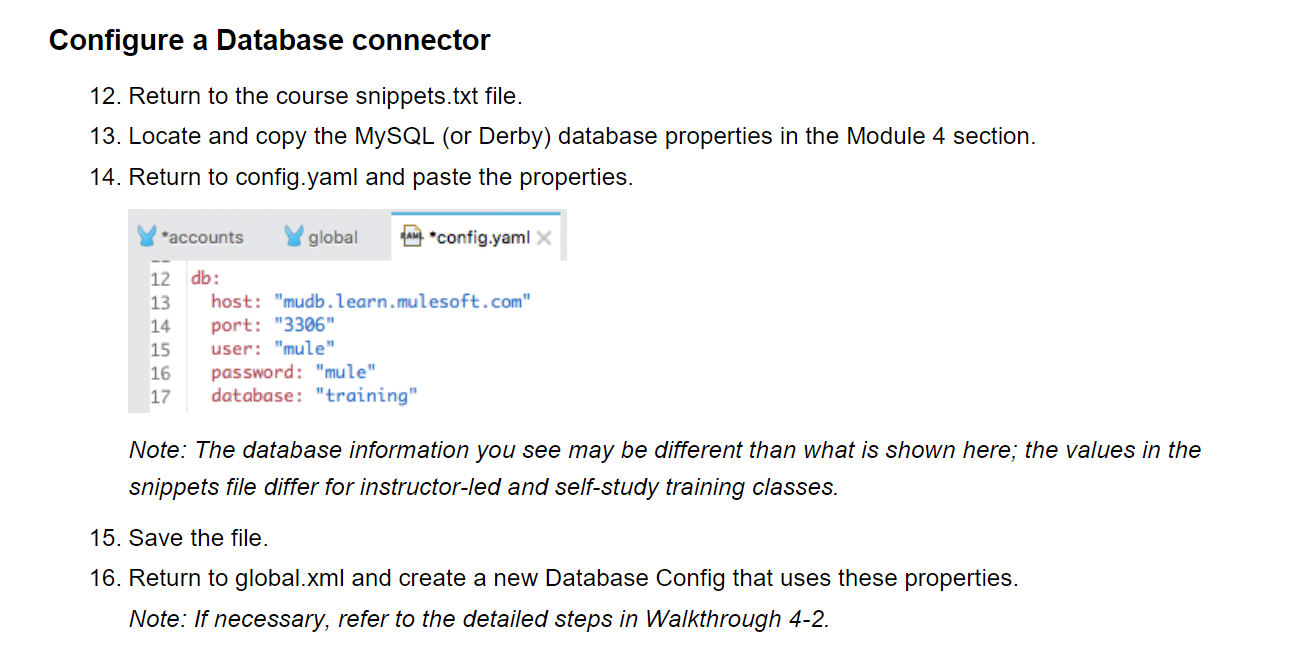 Configure a Database connector
12. Return to the course snippets.txt file.
13. Locate and copy the MySQL (or Derby) database properties in the Module 4 section.
14. Return to config.yaml and paste the properties.
*accounts global RAML *config.yaml
12 db:
13 host: "mudb.learn.mulesoft.com"
14 port: "3306"
15 user: "mule"
16 password: "mule"
17 database: "training"
Note: The database information you see may be different than what is shown here; the values in the
snippets file differ for instructor-led and self-study training classes.
15. Save the file.
16. Return to global.xml and create a new Database Config that uses these properties.
Note: If necessary, refer to the detailed steps in Walkthrough 4-2.